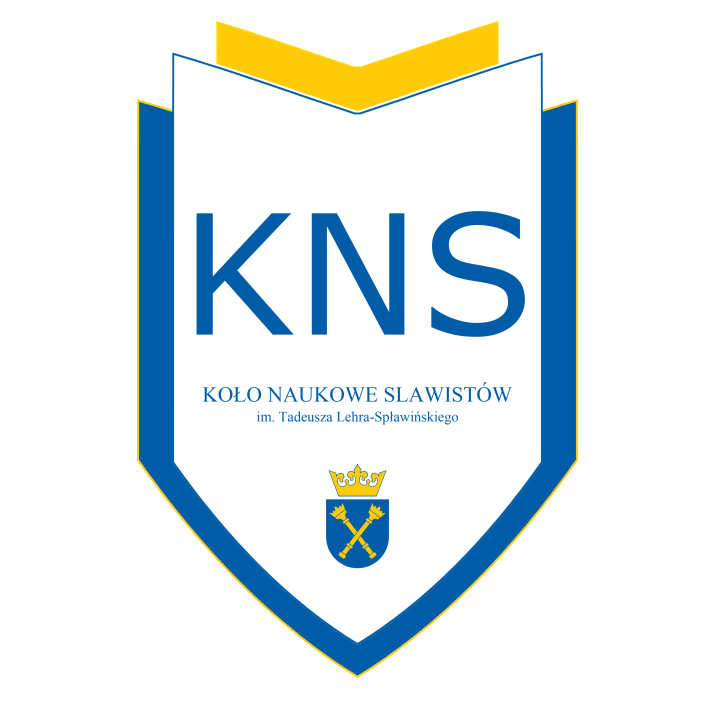 KNS
KOŁO NAUKOWE SLAWISTÓW
im. Tadeusza Lehra-Spławińskiego